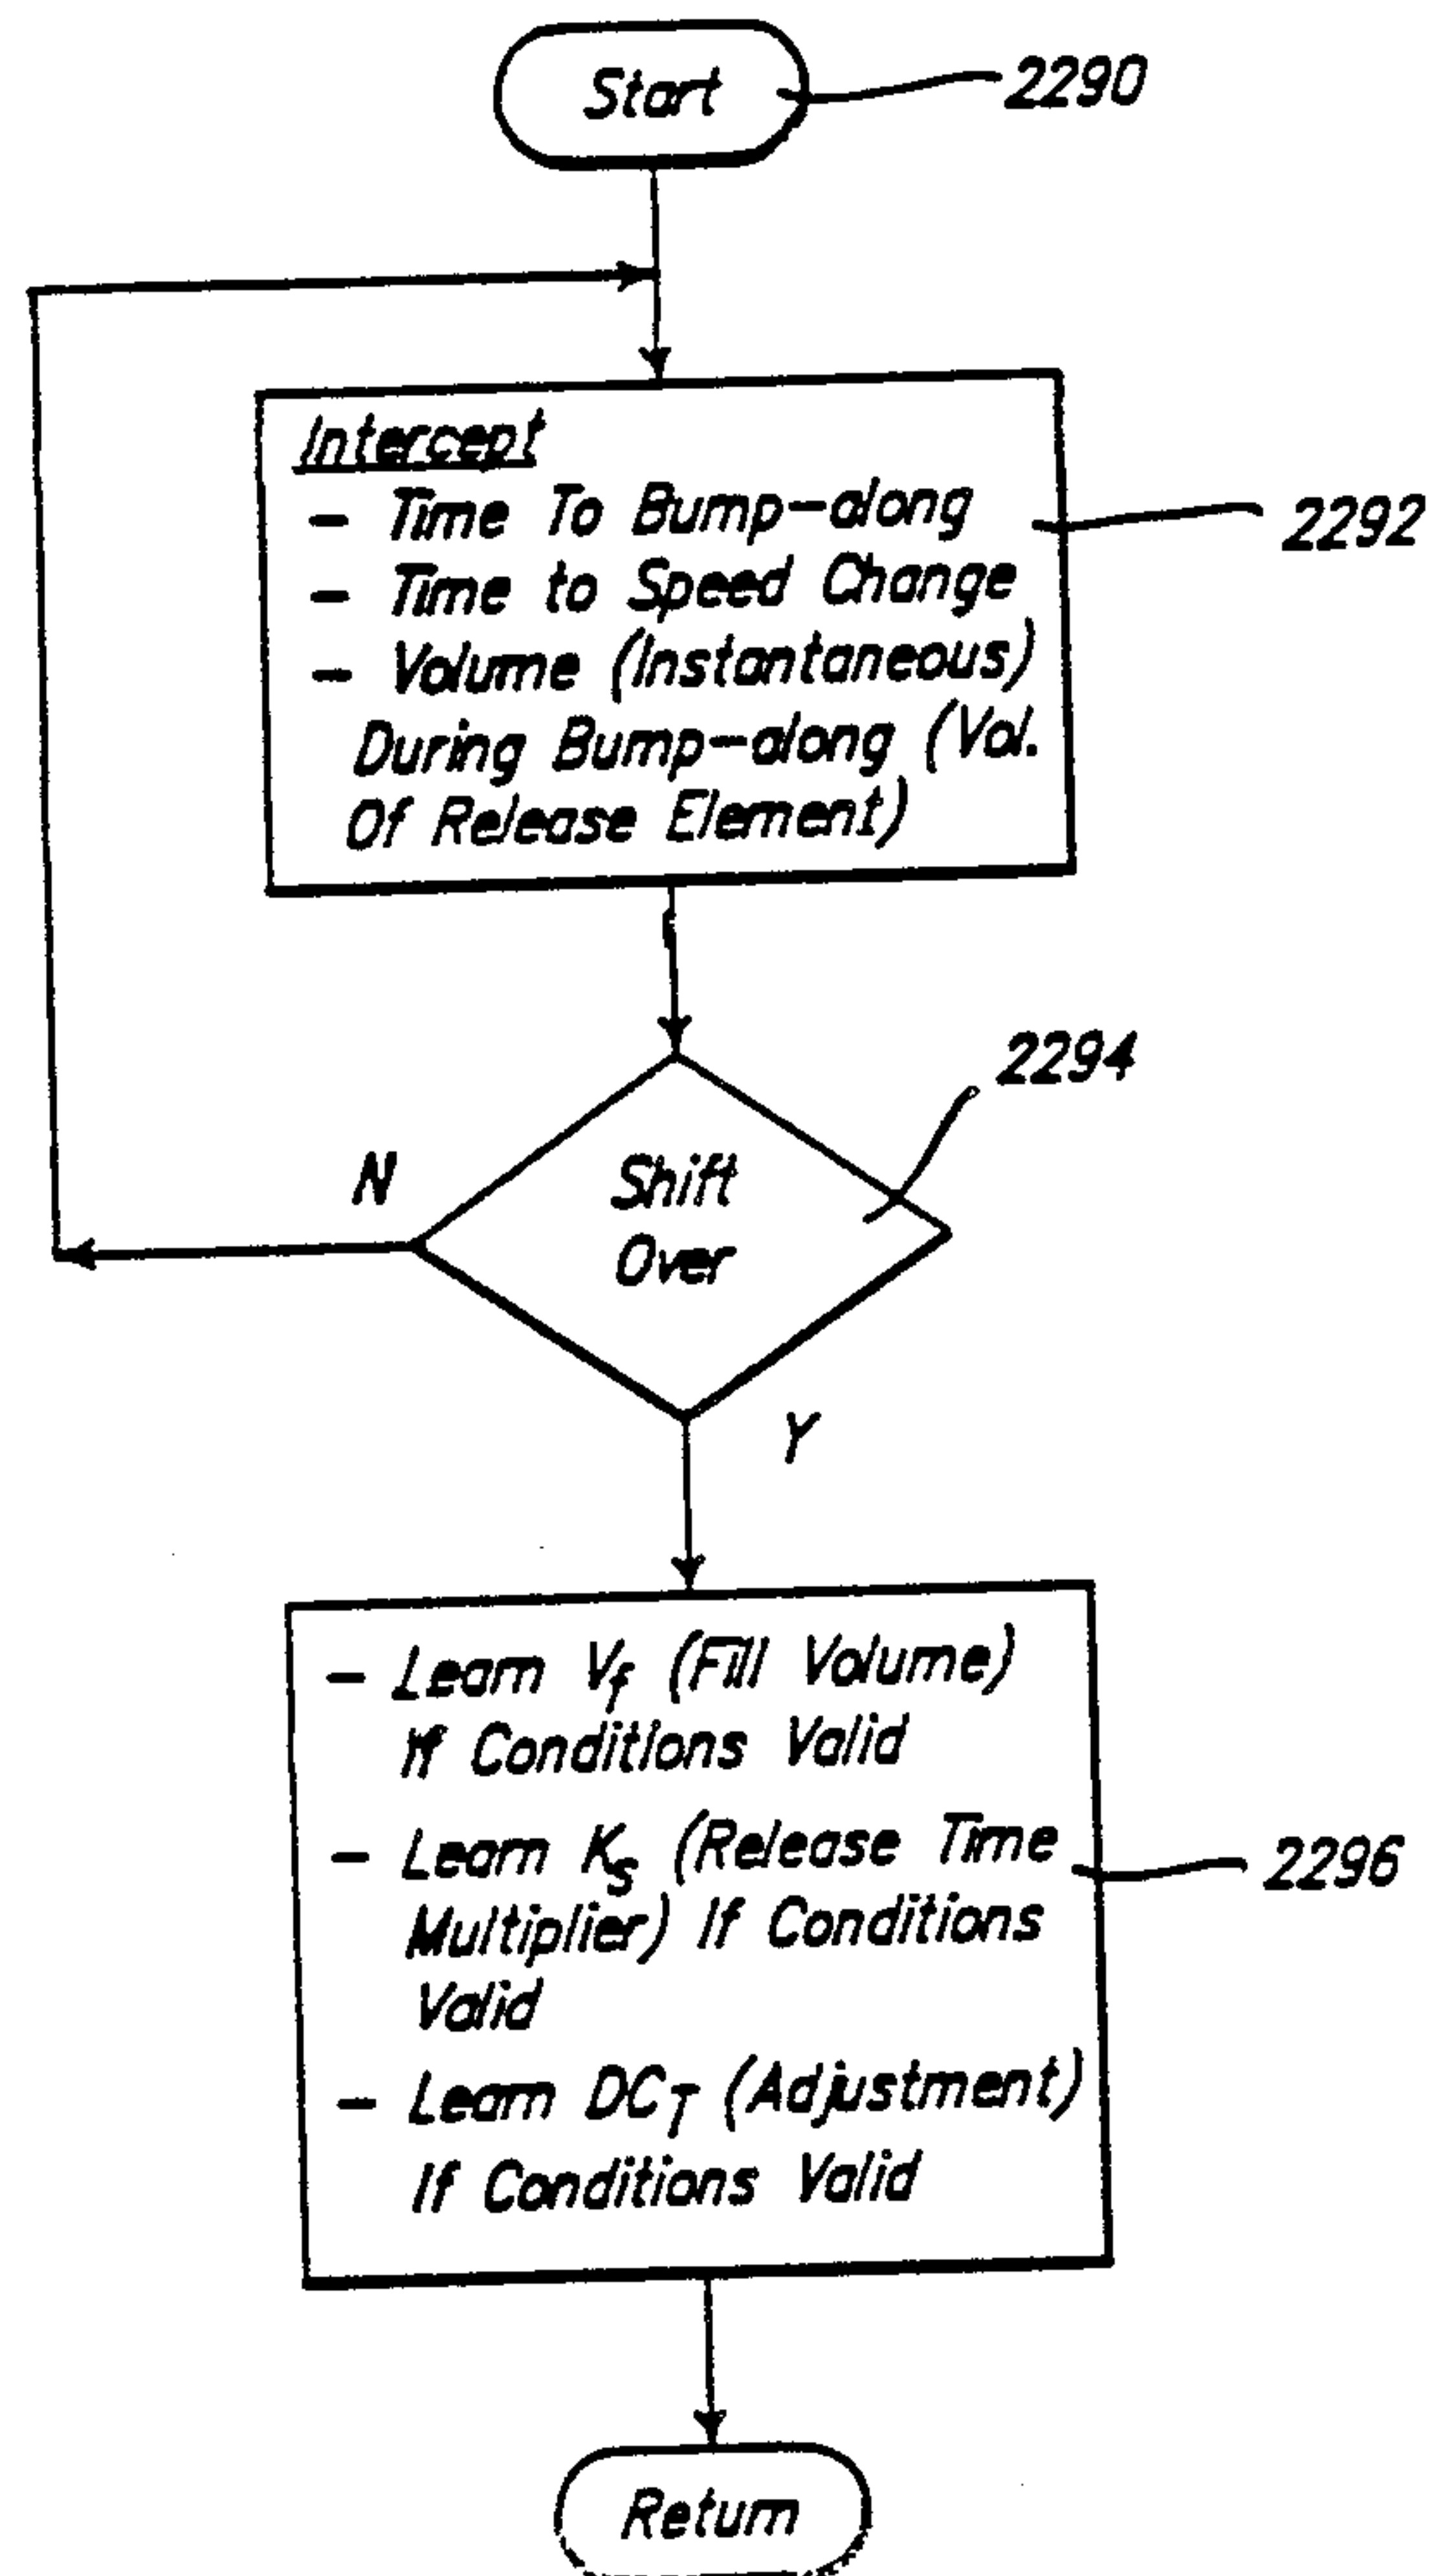 Start
2290
Intercept
- Time To Bump-along
- Time to Speed Change
- Volume (Instantaneous)
During Bump-along (Vol.
Of Release Element)
2292
2294
Shift
Over
N
Y
- Learn Vf (Fill Volume)
If Conditions Valid
- Learn Ks (Release Time
Multiplier) If Conditions
Valid
- Learn DCT (Adjustment)
If Conditions Valid
2296
Return